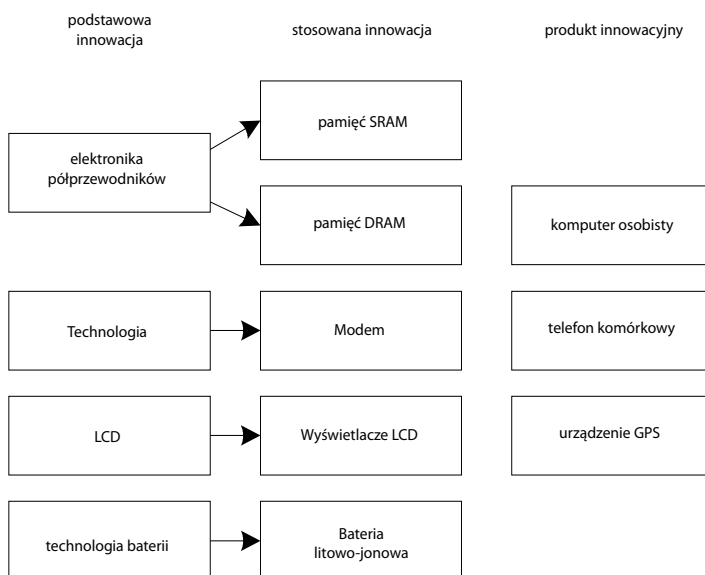 podstawowa
innowacja
stosowana innowacja
produkt innowacyjny
elektronika
półprzewodników
pamięć SRAM
pamięć DRAM
komputer osobisty
Technologia
Modem
telefon komórkowy
LCD
Wyświetlacze LCD
urządzenie GPS
technologia baterii
Bateria
litowo-jonowa